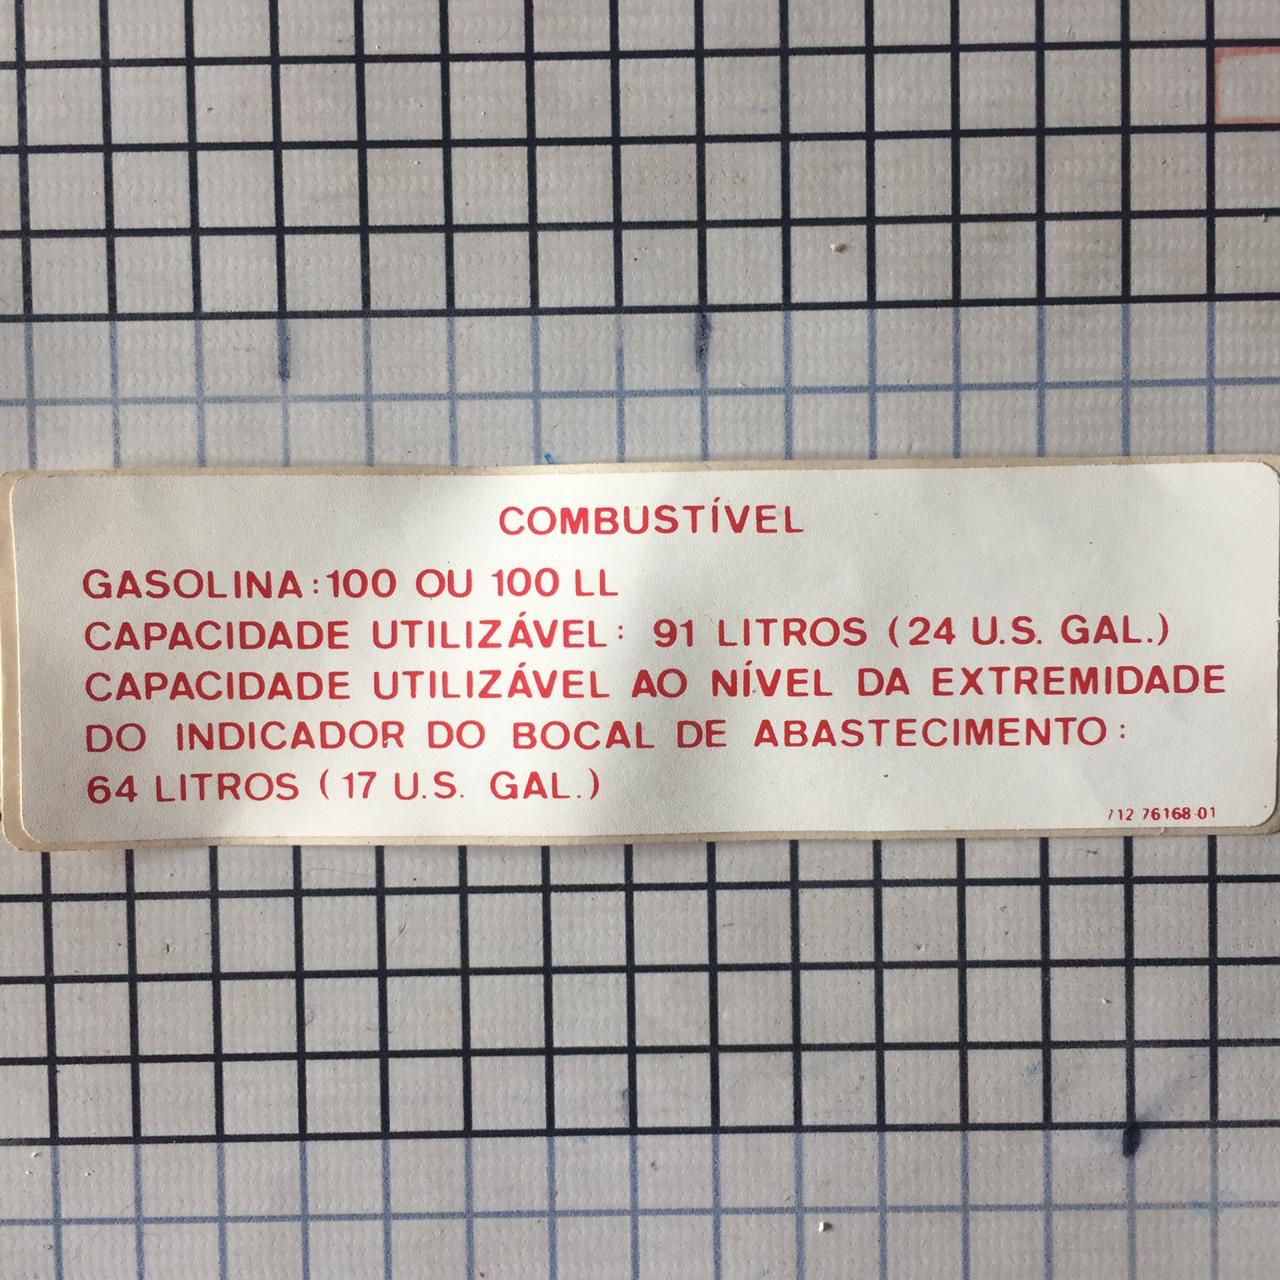 COMBUSTÍVEL
GASOLINA: 100 OU 100 LL
CAPACIDADE UTILIZÁVEL: 91 LITROS (24 U.S. GAL.)
CAPACIDADE UTILIZÁVEL AO NÍVEL DA EXTREMIDADE
DO INDICADOR DO BOCAL DE ABASTECIMENTO:
64 LITROS (17 U.S. GAL.)
712 76168-01